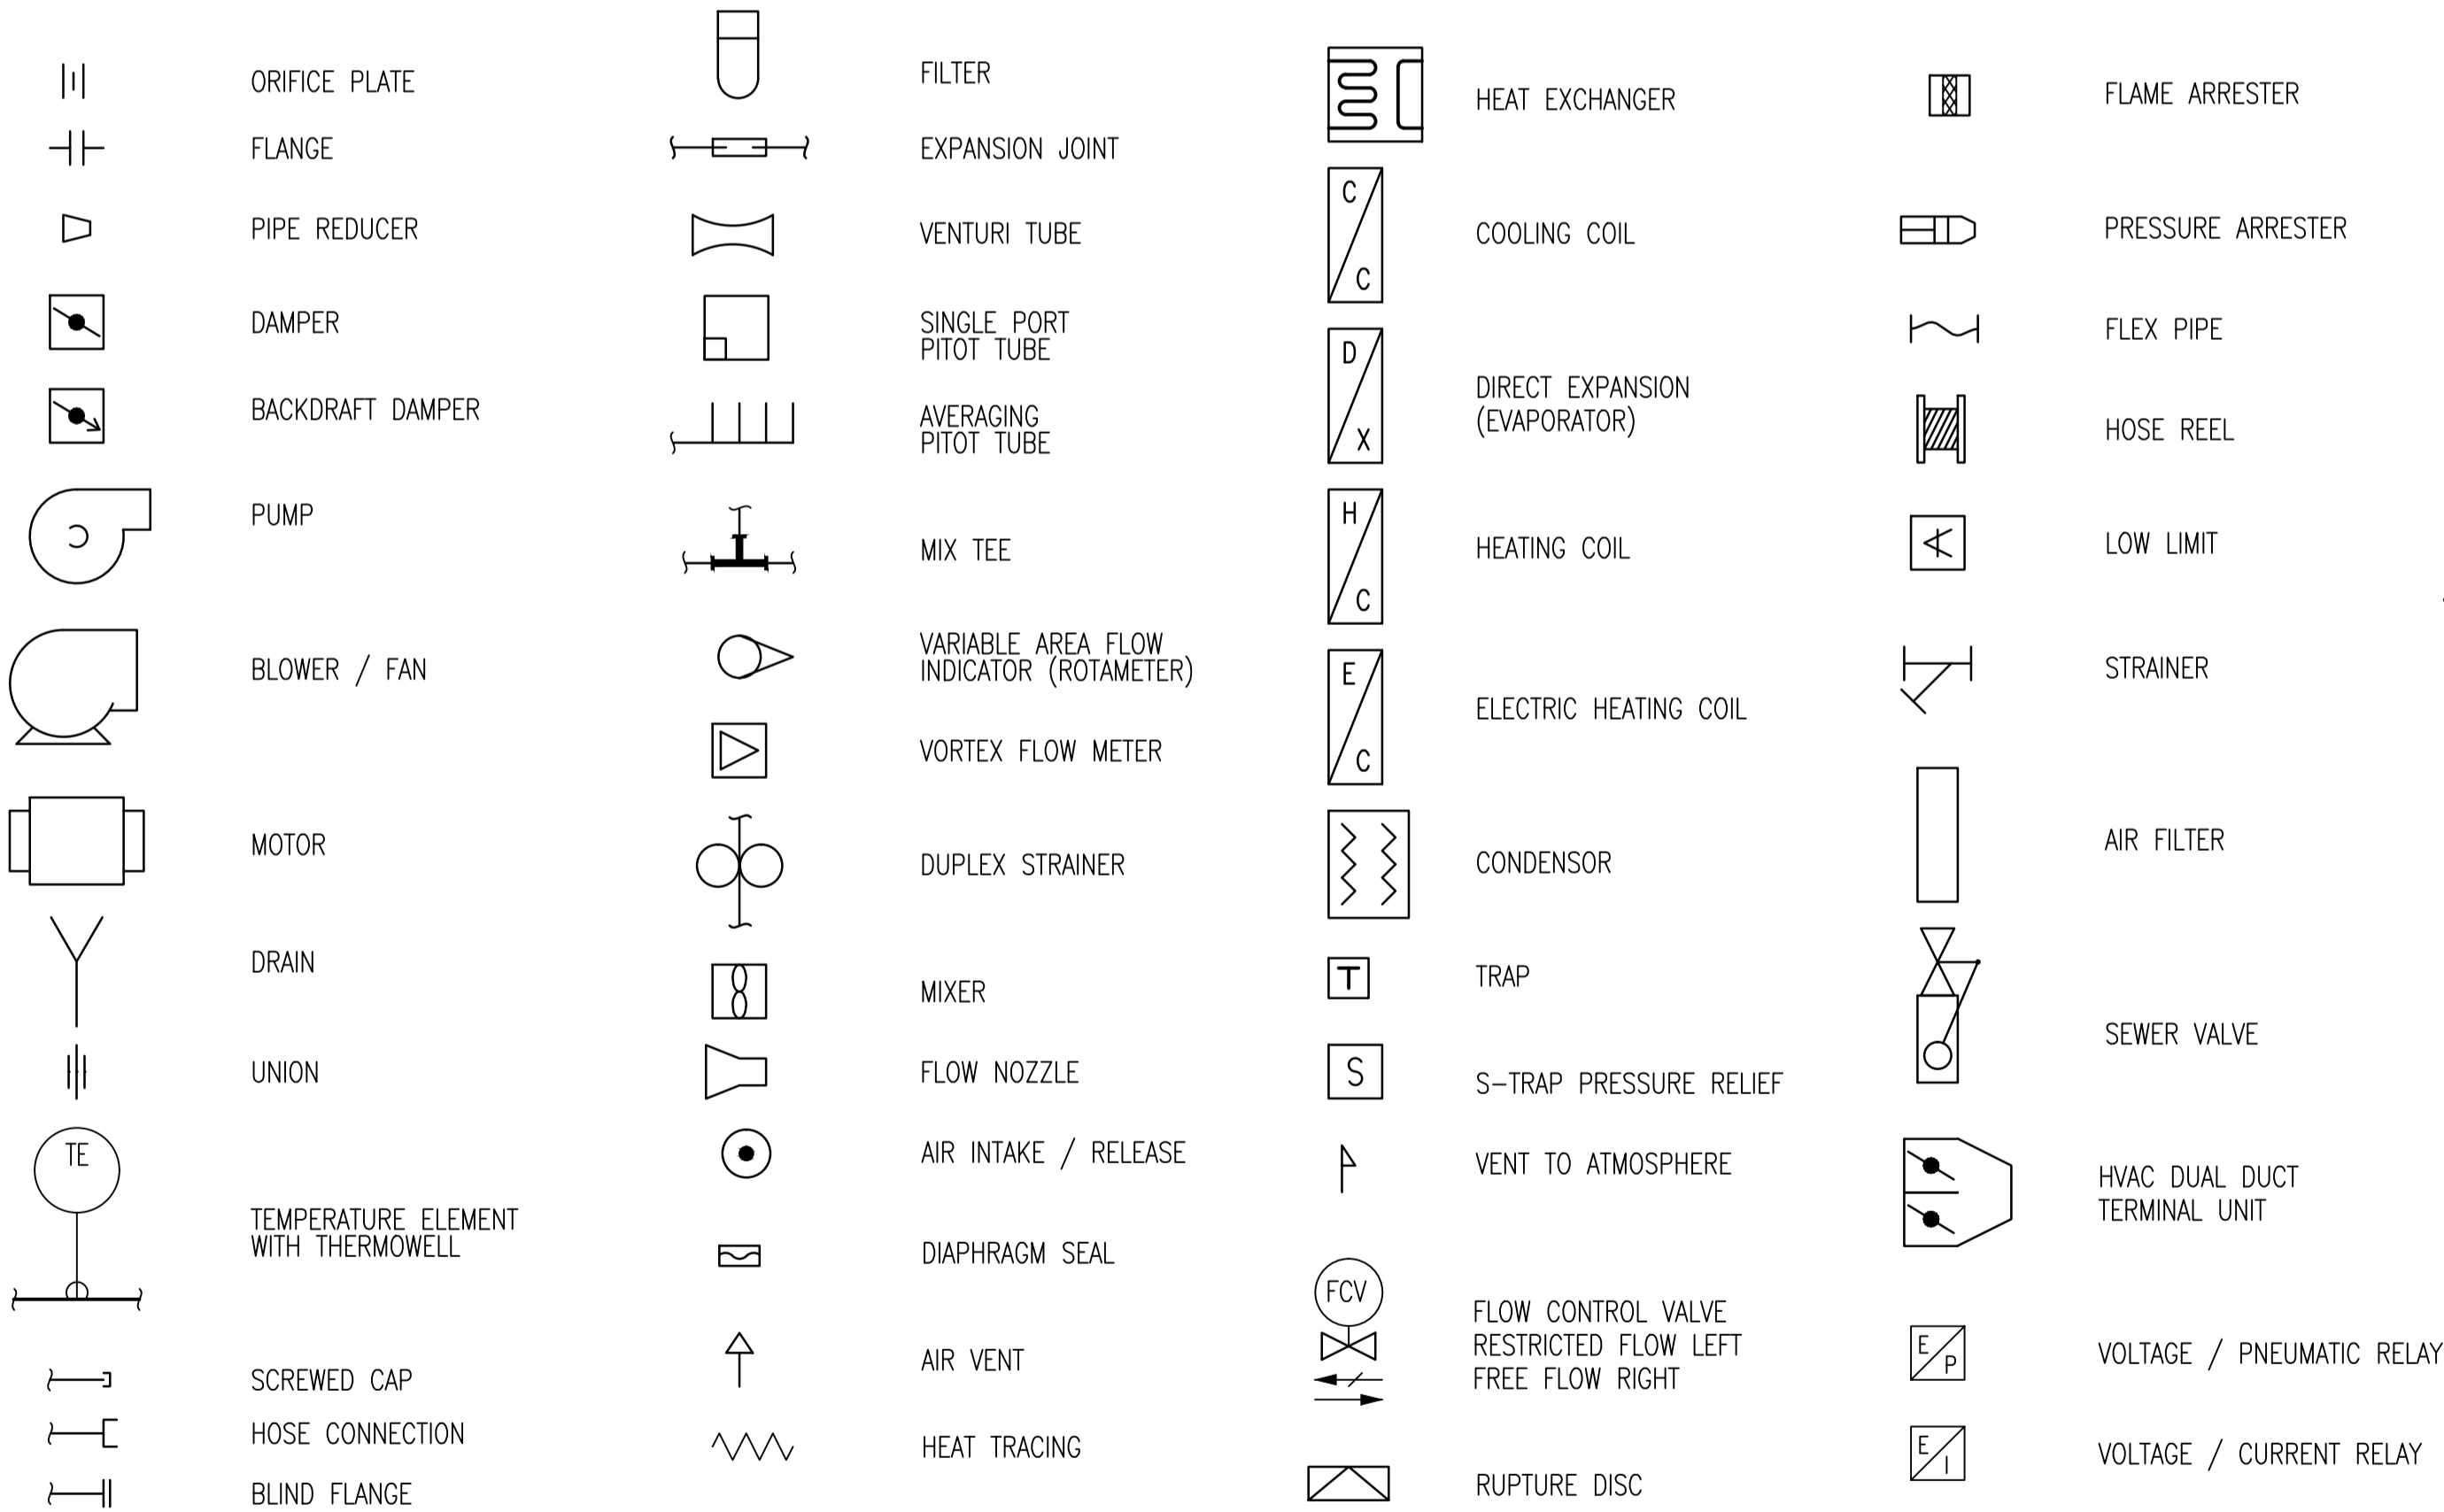 ORIFICE PLATE
FLANGE
PIPE REDUCER
DAMPER
BACKDRAFT DAMPER
PUMP
BLOWER / FAN
MOTOR
DRAIN
UNION
TE
TEMPERATURE ELEMENT
WITH THERMOWELL
SCREWED CAP
HOSE CONNECTION
BLIND FLANGE
FILTER
EXPANSION JOINT
VENTURI TUBE
SINGLE PORT
PITOT TUBE
AVERAGING
PITOT TUBE
MIX TEE
VARIABLE AREA FLOW
INDICATOR (ROTAMETER)
VORTEX FLOW METER
DUPLEX STRAINER
MIXER
FLOW NOZZLE
AIR INTAKE / RELEASE
DIAPHRAGM SEAL
AIR VENT
HEAT TRACING
HEAT EXCHANGER
C
C
COOLING COIL
D
X
DIRECT EXPANSION
(EVAPORATOR)
H
C
HEATING COIL
E
C
ELECTRIC HEATING COIL
CONDENSOR
T
TRAP
S
S-TRAP PRESSURE RELIEF
VENT TO ATMOSPHERE
FCV
FLOW CONTROL VALVE
RESTRICTED FLOW LEFT
FREE FLOW RIGHT
RUPTURE DISC
FLAME ARRESTER
PRESSURE ARRESTER
FLEX PIPE
HOSE REEL
LOW LIMIT
STRAINER
AIR FILTER
SEWER VALVE
HVAC DUAL DUCT
TERMINAL UNIT
E
P
VOLTAGE / PNEUMATIC RELAY
E
I
VOLTAGE / CURRENT RELAY